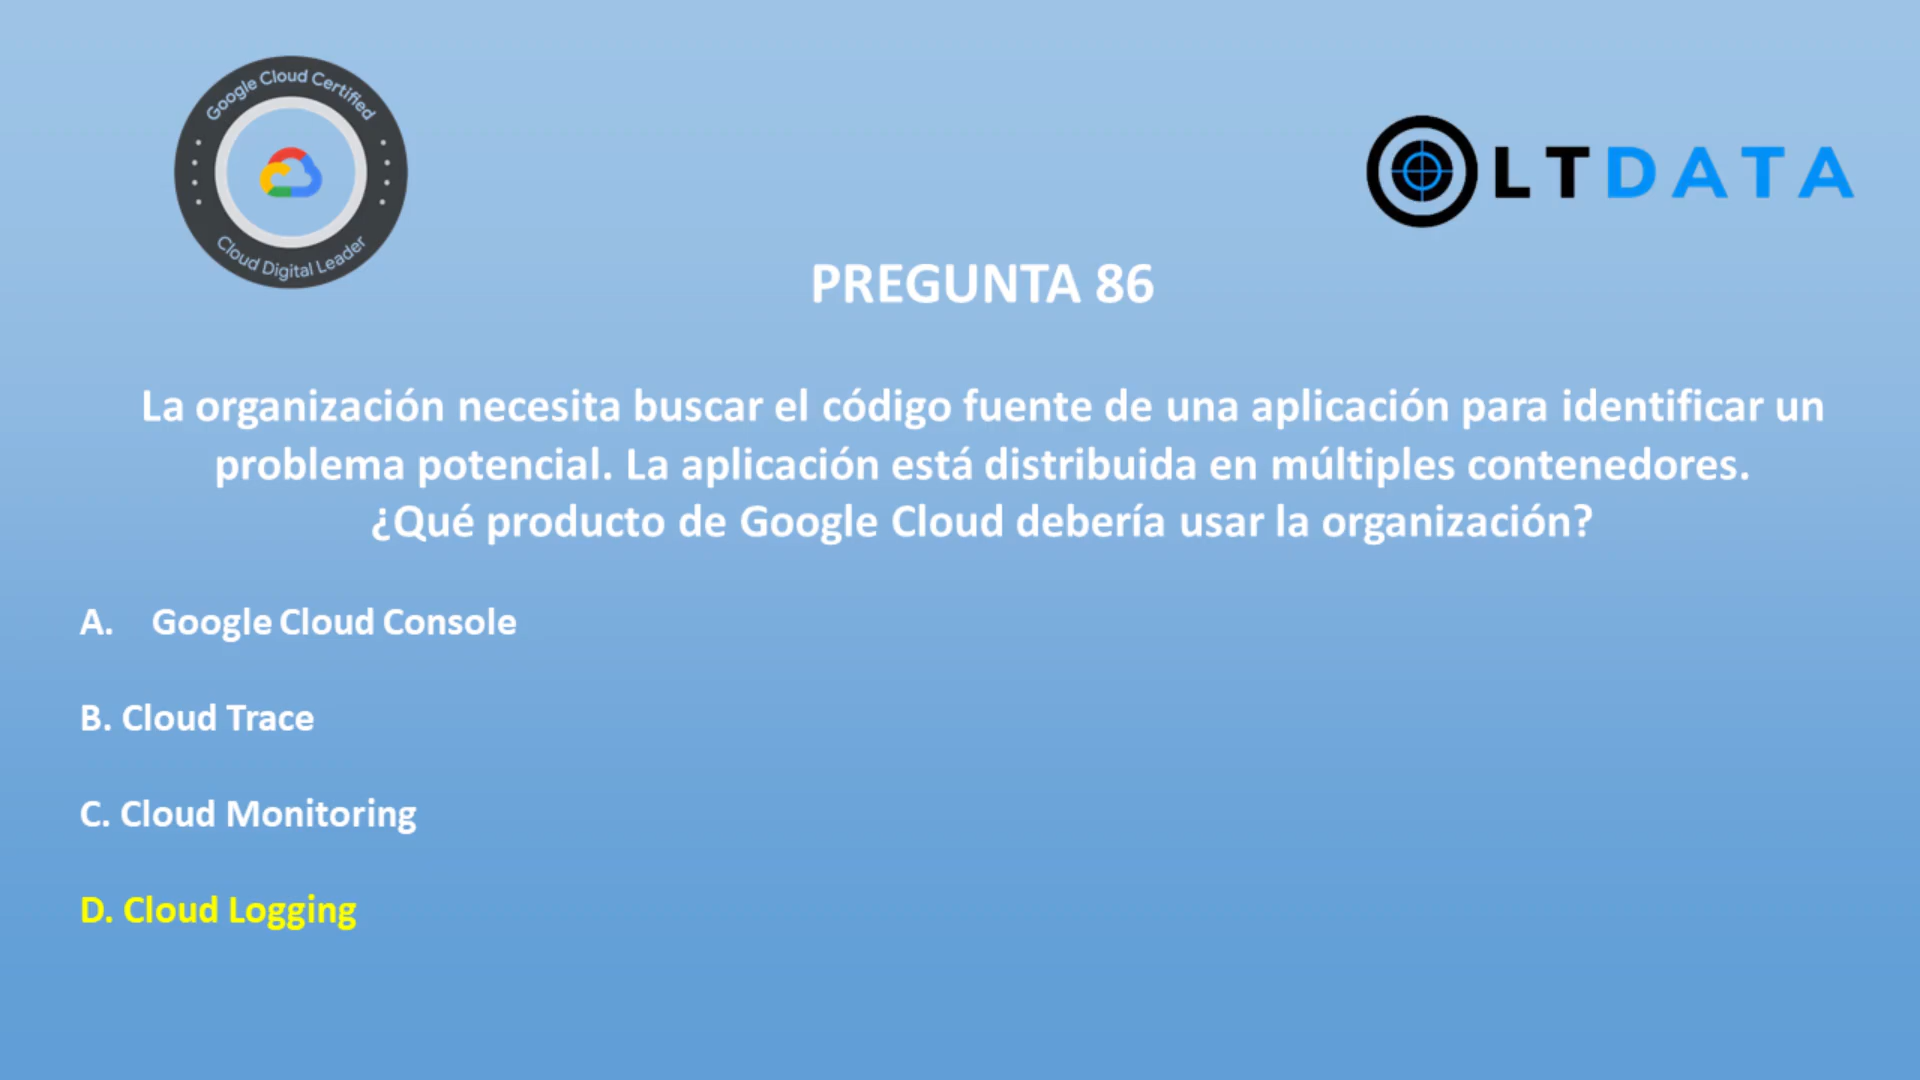 Google Cloud Certified
Cloud Digital Leader
LTDATA
PREGUNTA 86
La organización necesita buscar el código fuente de una aplicación para identificar un
problema potencial. La aplicación está distribuida en múltiples contenedores.
¿Qué producto de Google Cloud debería usar la organización?
A. Google Cloud Console
B. Cloud Trace
C. Cloud Monitoring
D. Cloud Logging